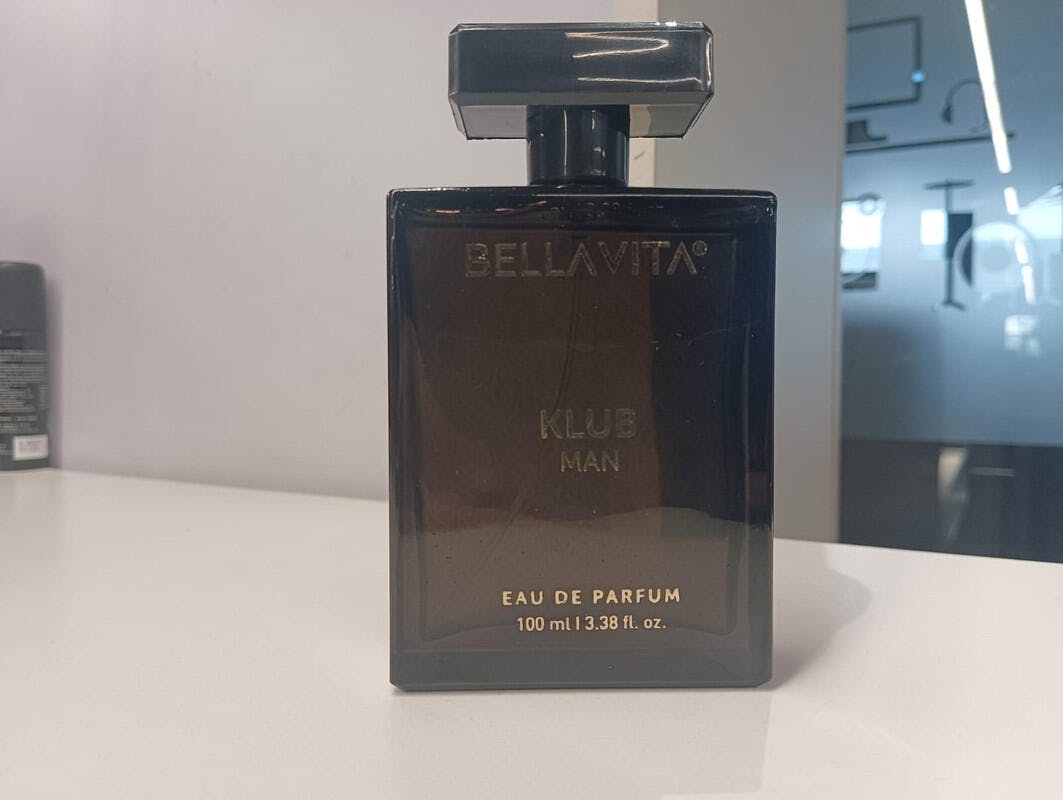 BELLAVITA®
KLUB
MAN
EAU DE PARFUM
100 ml | 3.38 fl. oz.